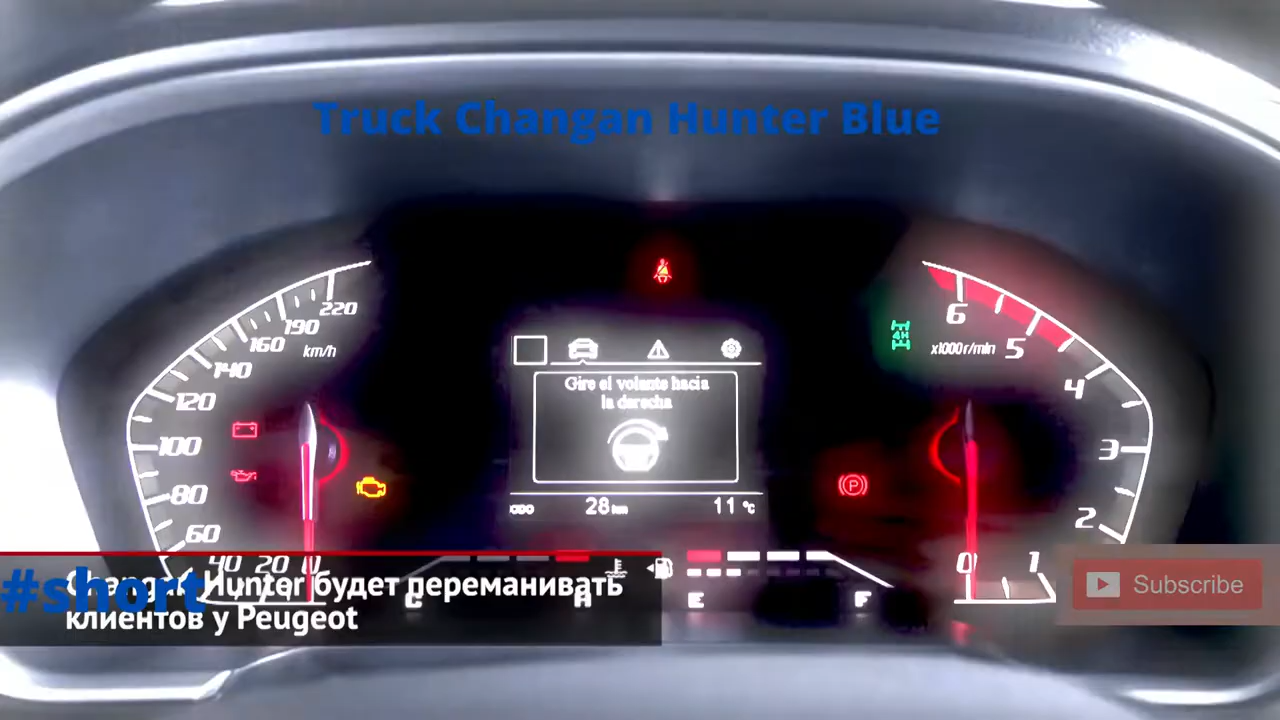 Truck Changan Hunter Blue
220
190
160
km/h
140
120
100
80
60
40 20 0
6
4H
x1000r/min 5
4
3
2
0 1
Gire el volante hacia
la derecha
28 km 11 °C
P
C H E F
Changan Hunter будет переманивать
клиентов у Peugeot
#short
Subscribe